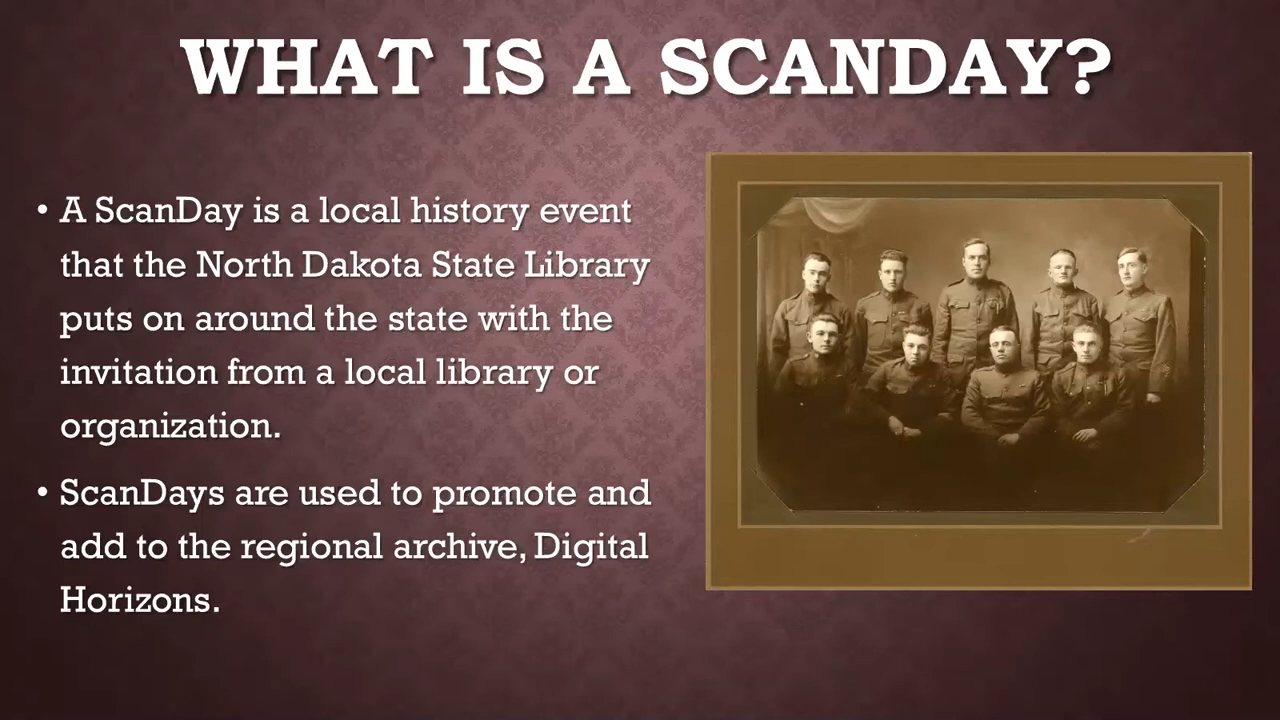 WHAT IS A SCANDAY?
• A ScanDay is a local history event
that the North Dakota State Library
puts on around the state with the
invitation from a local library or
organization.
• ScanDays are used to promote and
add to the regional archive, Digital
Horizons.